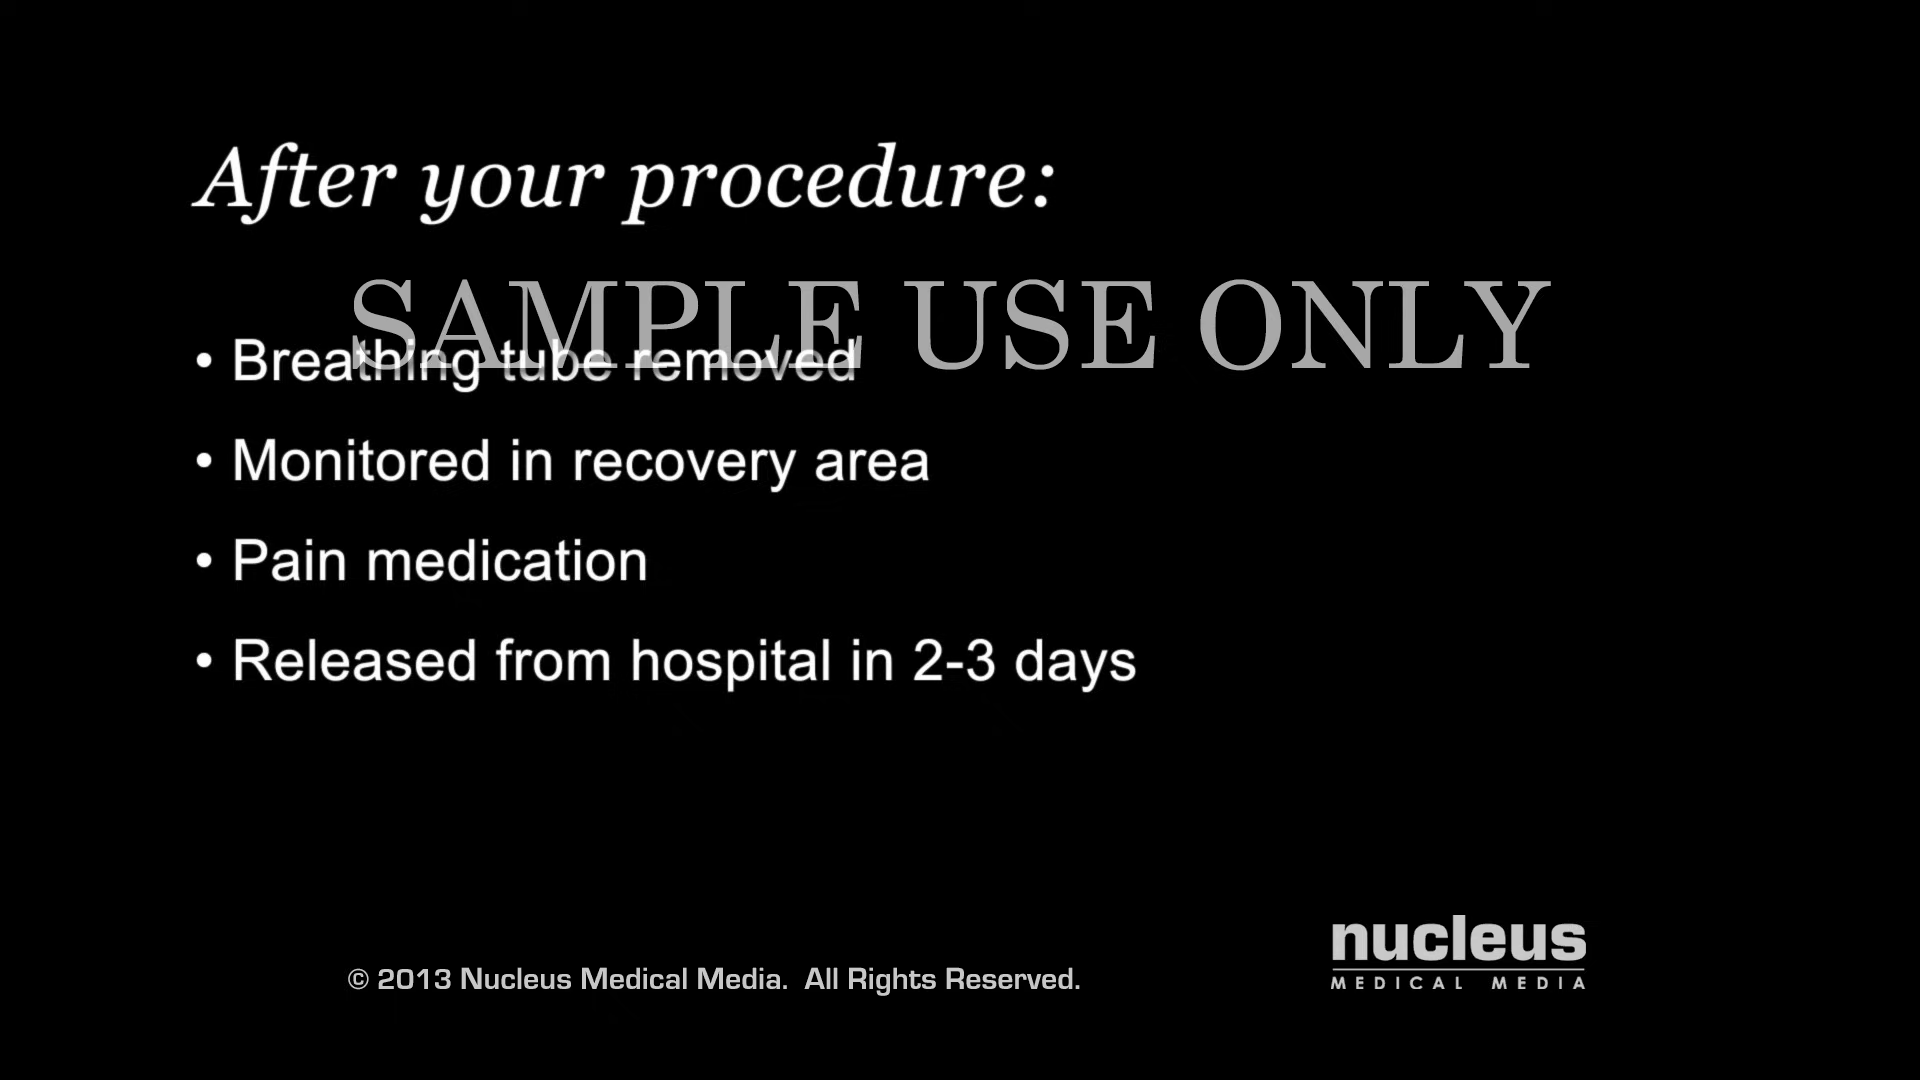 After your procedure:
SAMPLE USE ONLY
• Breathing tube removed
• Monitored in recovery area
• Pain medication
• Released from hospital in 2-3 days
nucleus
MEDICAL MEDIA
© 2013 Nucleus Medical Media. All Rights Reserved.